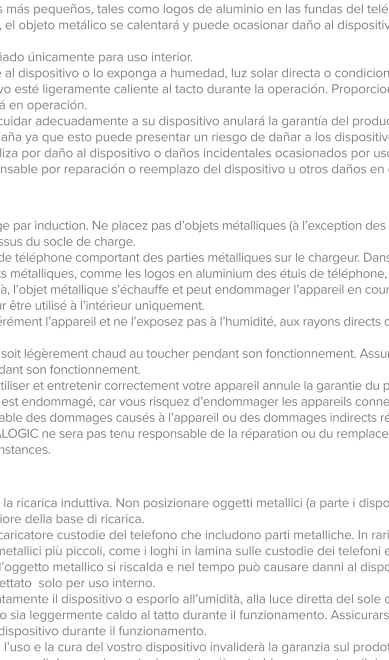 s más pequeños, tales como logos de aluminio en las fundas del telé
, el objeto metálico se calentará y puede ocasionar daño al dispositiv
ñado únicamente para uso interior.
e al dispositivo o lo exponga a humedad, luz solar directa o condicion
vo esté ligeramente caliente al tacto durante la operación. Proporcion
rá en operación.
cuidar adecuadamente a su dispositivo anulará la garantía del produc
aña ya que esto puede presentar un riesgo de dañar a los dispositivo
liza por daño al dispositivo o daños incidentales ocasionados por uso
nsable por reparación o reemplazo del dispositivo u otros daños en
ge par induction. Ne placez pas d'objets métalliques (à l'exception des
ssus du socle de charge.
de téléphone comportant des parties métalliques sur le chargeur. Dans
ts métalliques, comme les logos en aluminium des étuis de téléphone,
à, l'objet métallique s'échauffe et peut endommager l'appareil en cour
ur être utilisé à l'intérieur uniquement.
érément l'appareil et ne l'exposez pas à l'humidité, aux rayons directs d
soit légèrement chaud au toucher pendant son fonctionnement. Assur
dant son fonctionnement.
tiliser et entretenir correctement votre appareil annule la garantie du p
est endommagé, car vous risquez d'endommager les appareils conne
able des dommages causés à l'appareil ou des dommages indirects ré
ALOGIC ne sera pas tenu responsable de la réparation ou du remplace
nstances.
la ricarica induttiva. Non posizionare oggetti metallici (a parte i dispo
iore della base di ricarica.
caricatore custodie del telefono che includono parti metalliche. In rari
metallici più piccoli, come i loghi in lamina sulle custodie dei telefoni e
l'oggetto metallico si riscalda e nel tempo può causare danni al dispo
ettato solo per uso interno.
tamente il dispositivo o esporlo all'umidità, alla luce diretta del sole o
o sia leggermente caldo al tatto durante il funzionamento. Assicurars
dispositivo durante il funzionamento.
l'uso e la cura del vostro dispositivo invaliderà la garanzia sul prodot